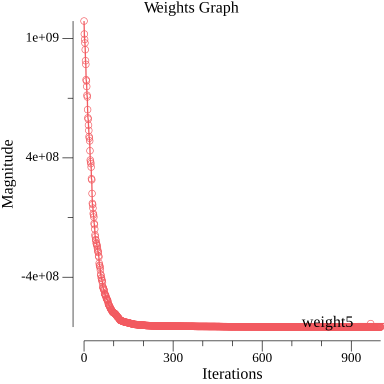 Weights Graph
1e+09
4e+08
-4e+08
Magnitude
weight5
0
300
600
900
Iterations